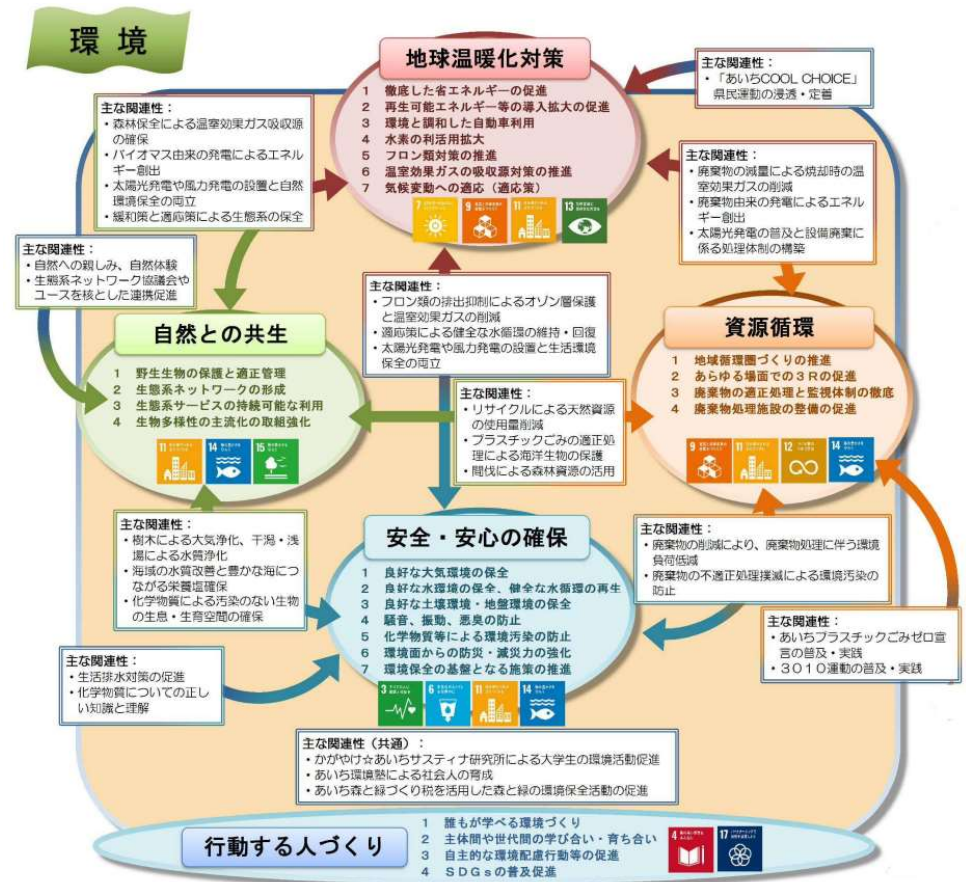 環 境
地球温暖化対策
1 徹底した省エネルギーの促進
2 再生可能エネルギー等の導入拡大の促進
3 環境と調和した自動車利用
4 水素の利活用拡大
5 フロン類対策の推進
6 温室効果ガスの吸収源対策の推進
7 気候変動への適応（適応策）
7
9
11
13
主な関連性：
・「あいちCOOL CHOICE」
県民運動の浸透・定着
主な関連性：
・森林保全による温室効果ガス吸収源
の確保
・バイオマス由来の発電によるエネル
ギー創出
・太陽光発電や風力発電の設置と自然
環境保全の両立
・緩和策と適応策による生態系の保全
主な関連性：
・廃棄物の減量による焼却時の温
室効果ガスの削減
・廃棄物由来の発電によるエネル
ギー創出
・太陽光発電の普及と設備廃棄に
係る処理体制の構築
主な関連性：
・自然への親しみ、自然体験
・生態系ネットワーク協議会や
ユースを核とした連携促進
主な関連性：
・フロン類の排出抑制によるオゾン層保護
と温室効果ガスの削減
・適応策による健全な水循環の維持・回復
・太陽光発電や風力発電の設置と生活環境
保全の両立
自然との共生
1 野生生物の保護と適正管理
2 生態系ネットワークの形成
3 生態系サービスの持続可能な利用
4 生物多様性の主流化の取組強化
11
14
15
資源循環
1 地域循環圏づくりの推進
2 あらゆる場面での３Ｒの促進
3 廃棄物の適正処理と監視体制の徹底
4 廃棄物処理施設の整備の促進
9
11
12
14
主な関連性：
・リサイクルによる天然資源
の使用量削減
・プラスチックごみの適正処
理による海洋生物の保護
・間伐による森林資源の活用
主な関連性：
・樹木による大気浄化、干潟・浅
場による水質浄化
・海域の水質改善と豊かな海につ
ながる栄養塩確保
・化学物質による汚染のない生物
の生息・生育空間の確保
安全・安心の確保
1 良好な大気環境の保全
2 良好な水環境の保全、健全な水循環の再生
3 良好な土壌環境・地盤環境の保全
4 騒音、振動、悪臭の防止
5 化学物質等による環境汚染の防止
6 環境面からの防災・減災力の強化
7 環境保全の基盤となる施策の推進
3
6
11
14
主な関連性：
・廃棄物の削減により、廃棄物処理に伴う環境
負荷低減
・廃棄物の不適正処理撲滅による環境汚染の
防止
主な関連性：
・あいちプラスチックごみゼロ宣
言の普及・実践
・３０１０運動の普及・実践
主な関連性：
・生活排水対策の促進
・化学物質についての正し
い知識と理解
主な関連性（共通）：
・かがやけ☆あいちサスティナ研究所による大学生の環境活動促進
・あいち環境塾による社会人の育成
・あいち森と緑づくり税を活用した森と緑の環境保全活動の促進
行動する人づくり
1 誰もが学べる環境づくり
2 主体間や世代間の学び合い・育ち合い
3 自主的な環境配慮行動等の促進
4 ＳＤＧｓの普及促進
4
17